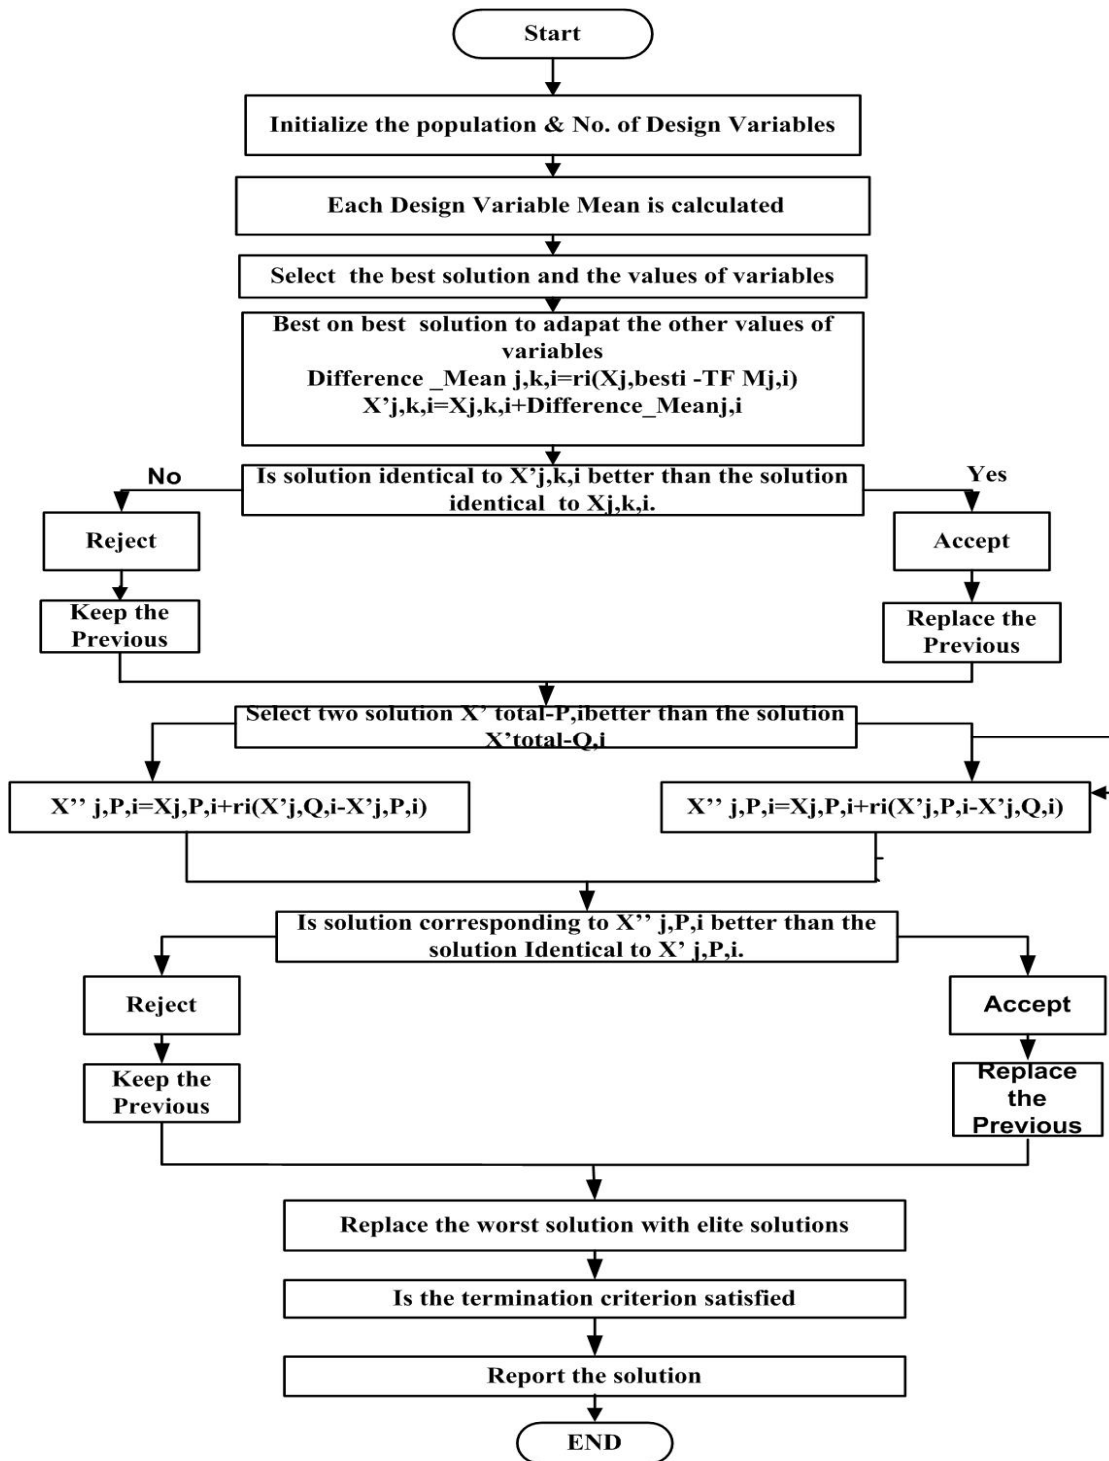 Start
Initialize the population & No. of Design Variables
Each Design Variable Mean is calculated
Select the best solution and the values of variables
Best on best solution to adapat the other values of
variables
Difference _Mean j,k,i=ri(Xj,besti -TF Mj,i)
X’j,k,i=Xj,k,i+Difference_Meanj,i
No
Is solution identical to X’j,k,i better than the solution
identical to Xj,k,i.
Yes
Reject
Accept
Keep the
Previous
Replace the
Previous
Select two solution X’ total-P,ibetter than the solution
X’total-Q,i
X’’ j,P,i=Xj,P,i+ri(X’j,Q,i-X’j,P,i)
X’’ j,P,i=Xj,P,i+ri(X’j,P,i-X’j,Q,i)
Is solution corresponding to X’’ j,P,i better than the
solution Identical to X’ j,P,i.
Reject
Accept
Keep the
Previous
Replace
the
Previous
Replace the worst solution with elite solutions
Is the termination criterion satisfied
Report the solution
END